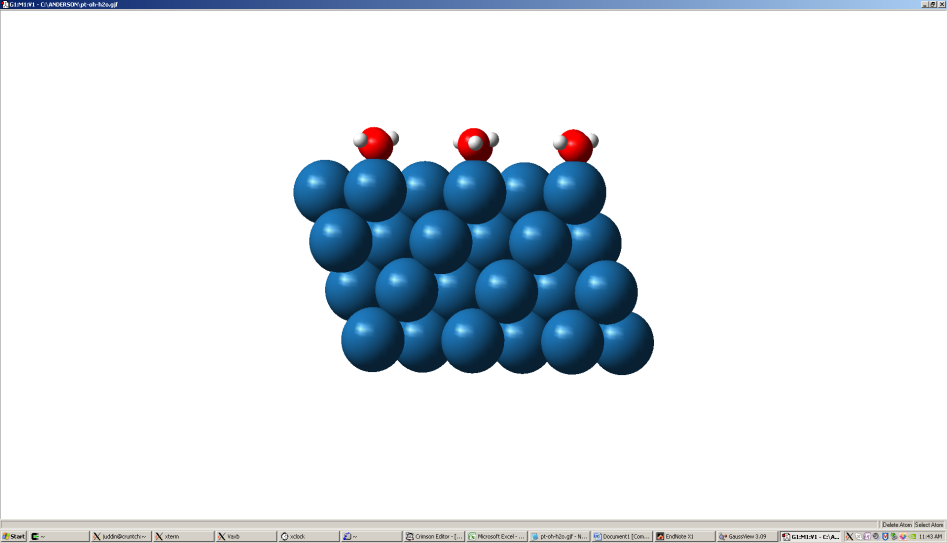 G1:M1:V1 - C:\ANDERSON\pt-oh-h2o.gjf
Delete Atom Select Atom
Start
~
juddin@crunch...
xterm
Yaxb
xclock
~
Crimson Editor - [...
Microsoft Excel - ...
pt-oh-h2o.gjf - N...
Document1 [Com...
EndNote X1
GaussView 3.09
G1:M1:V1 - C:\A...
11:43 AM